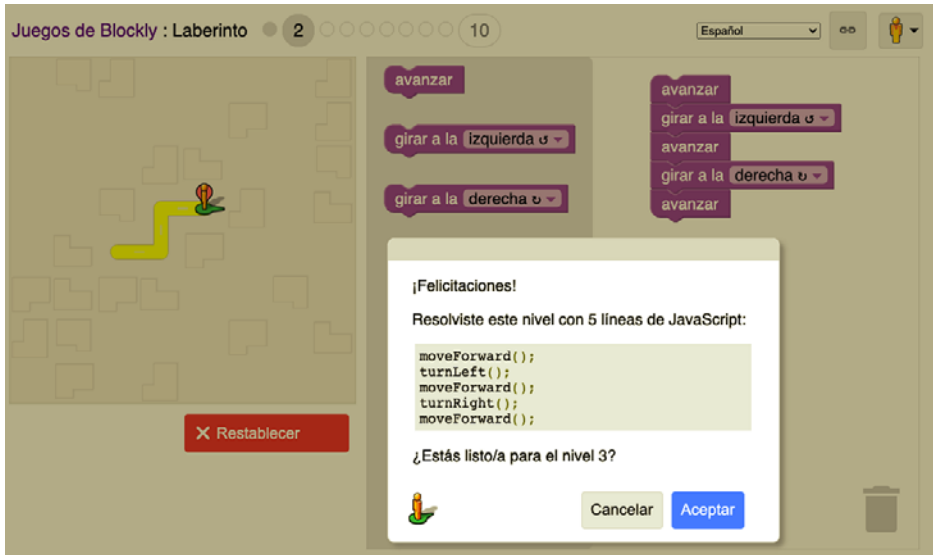 Juegos de Blockly : Laberinto 2 10
Español
avanzar
girar a la izquierda ↺
girar a la derecha ↻
avanzar
girar a la izquierda ↺
avanzar
girar a la derecha ↻
avanzar
¡Felicitaciones!
Resolviste este nivel con 5 líneas de JavaScript:
moveForward();
turnLeft();
moveForward();
turnRight();
moveForward();
¿Estás listo/a para el nivel 3?
Cancelar Aceptar
✕ Restablecer